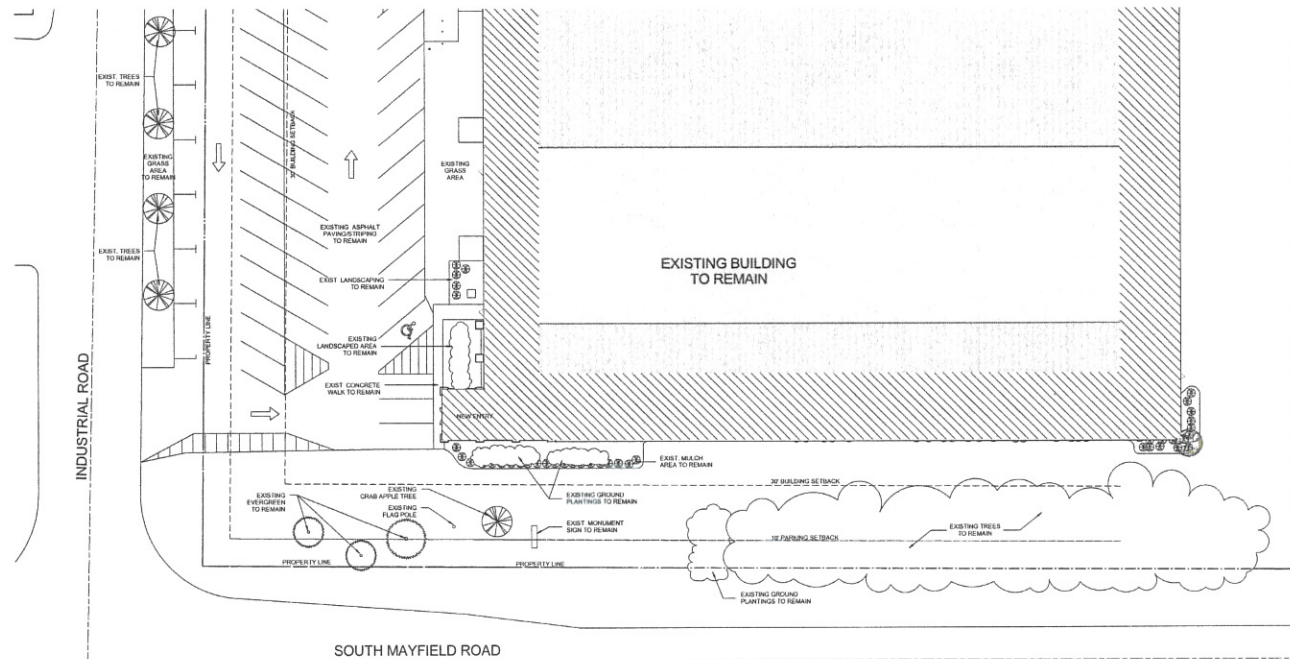 EXIST. TREES
TO REMAIN
EXISTING
GRASS
AREA
TO REMAIN
EXIST. TREES
TO REMAIN
PROPERTY LINE
30' BUILDING SETBACK
EXISTING ASPHALT
PAVING/STRIPING
TO REMAIN
EXISTING
GRASS
AREA
EXIST LANDSCAPING
TO REMAIN
EXISTING
LANDSCAPED AREA
TO REMAIN
EXIST CONCRETE
WALK TO REMAIN
NEW ENTRY
EXISTING BUILDING
TO REMAIN
INDUSTRIAL ROAD
EXIST. MULCH
AREA TO REMAIN
30' BUILDING SETBACK
EXISTING GROUND
PLANTINGS TO REMAIN
EXISTING
CRAB APPLE TREE
EXISTING
EVERGREEN
TO REMAIN
EXISTING
FLAG POLE
EXIST MONUMENT
SIGN TO REMAIN
EXISTING TREES
TO REMAIN
10' PARKING SETBACK
PROPERTY LINE
PROPERTY LINE
EXISTING GROUND
PLANTINGS TO REMAIN
SOUTH MAYFIELD ROAD